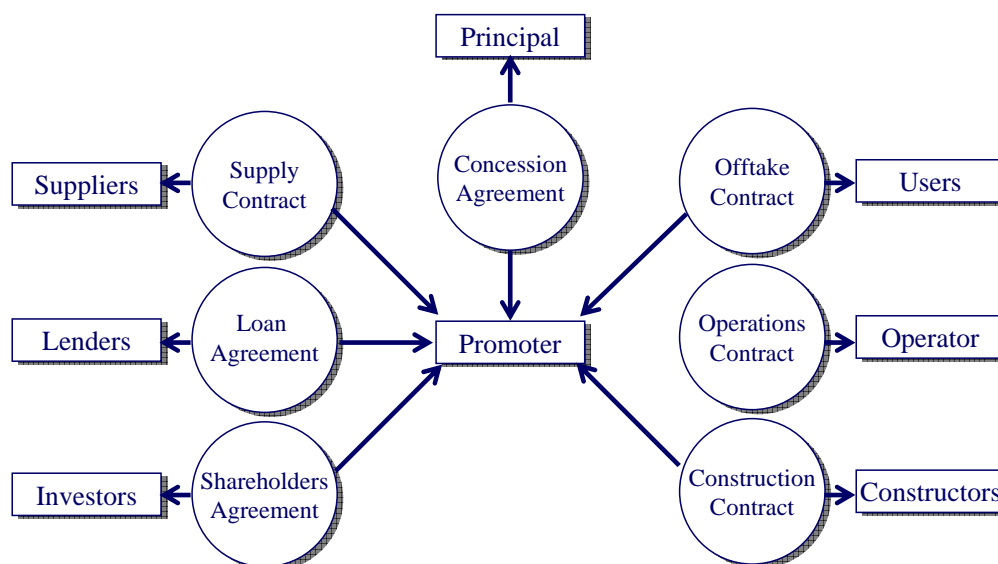 Principal
Concession
Agreement
Suppliers
Supply
Contract
Offtake
Contract
Users
Lenders
Loan
Agreement
Promoter
Operations
Contract
Operator
Investors
Shareholders
Agreement
Construction
Contract
Constructors